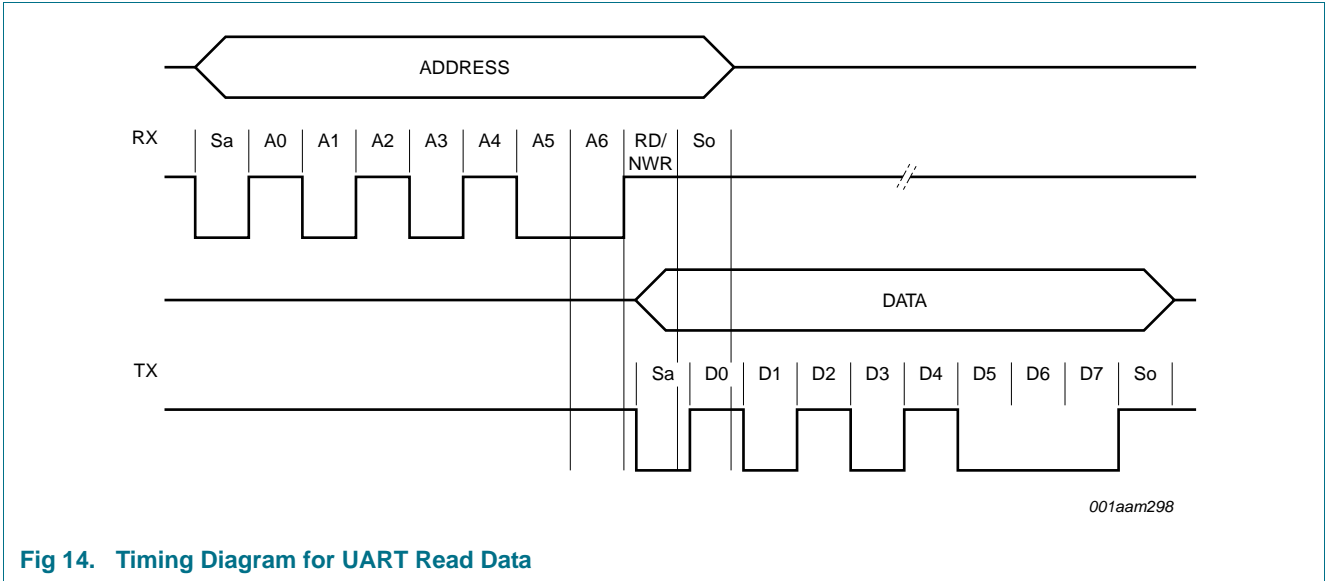 ADDRESS
RX Sa A0 A1 A2 A3 A4 A5 A6 RD/ So
NWR
DATA
TX Sa D0 D1 D2 D3 D4 D5 D6 D7 So
001aam298
Fig 14. Timing Diagram for UART Read Data